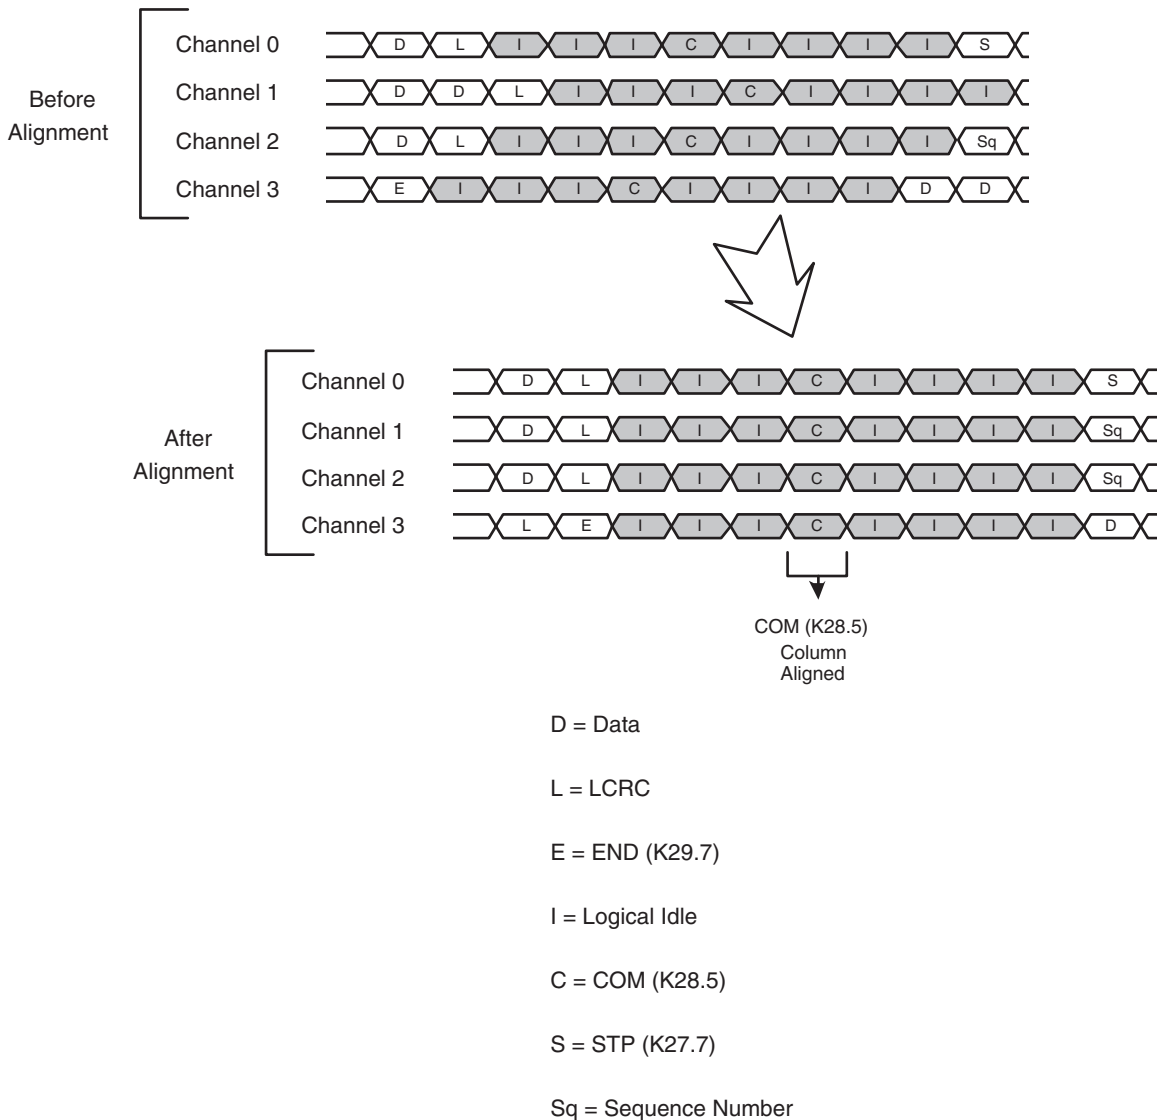 Before
Alignment
Channel 0 D L I I I C I I I I S
Channel 1 D D L I I I C I I I I
Channel 2 D L I I I C I I I I Sq
Channel 3 E I I I C I I I I D D
After
Alignment
Channel 0 D L I I I C I I I I S
Channel 1 D L I I I C I I I I Sq
Channel 2 D L I I I C I I I I Sq
Channel 3 L E I I I C I I I I D
COM (K28.5)
Column
Aligned
D = Data
L = LCRC
E = END (K29.7)
I = Logical Idle
C = COM (K28.5)
S = STP (K27.7)
Sq = Sequence Number